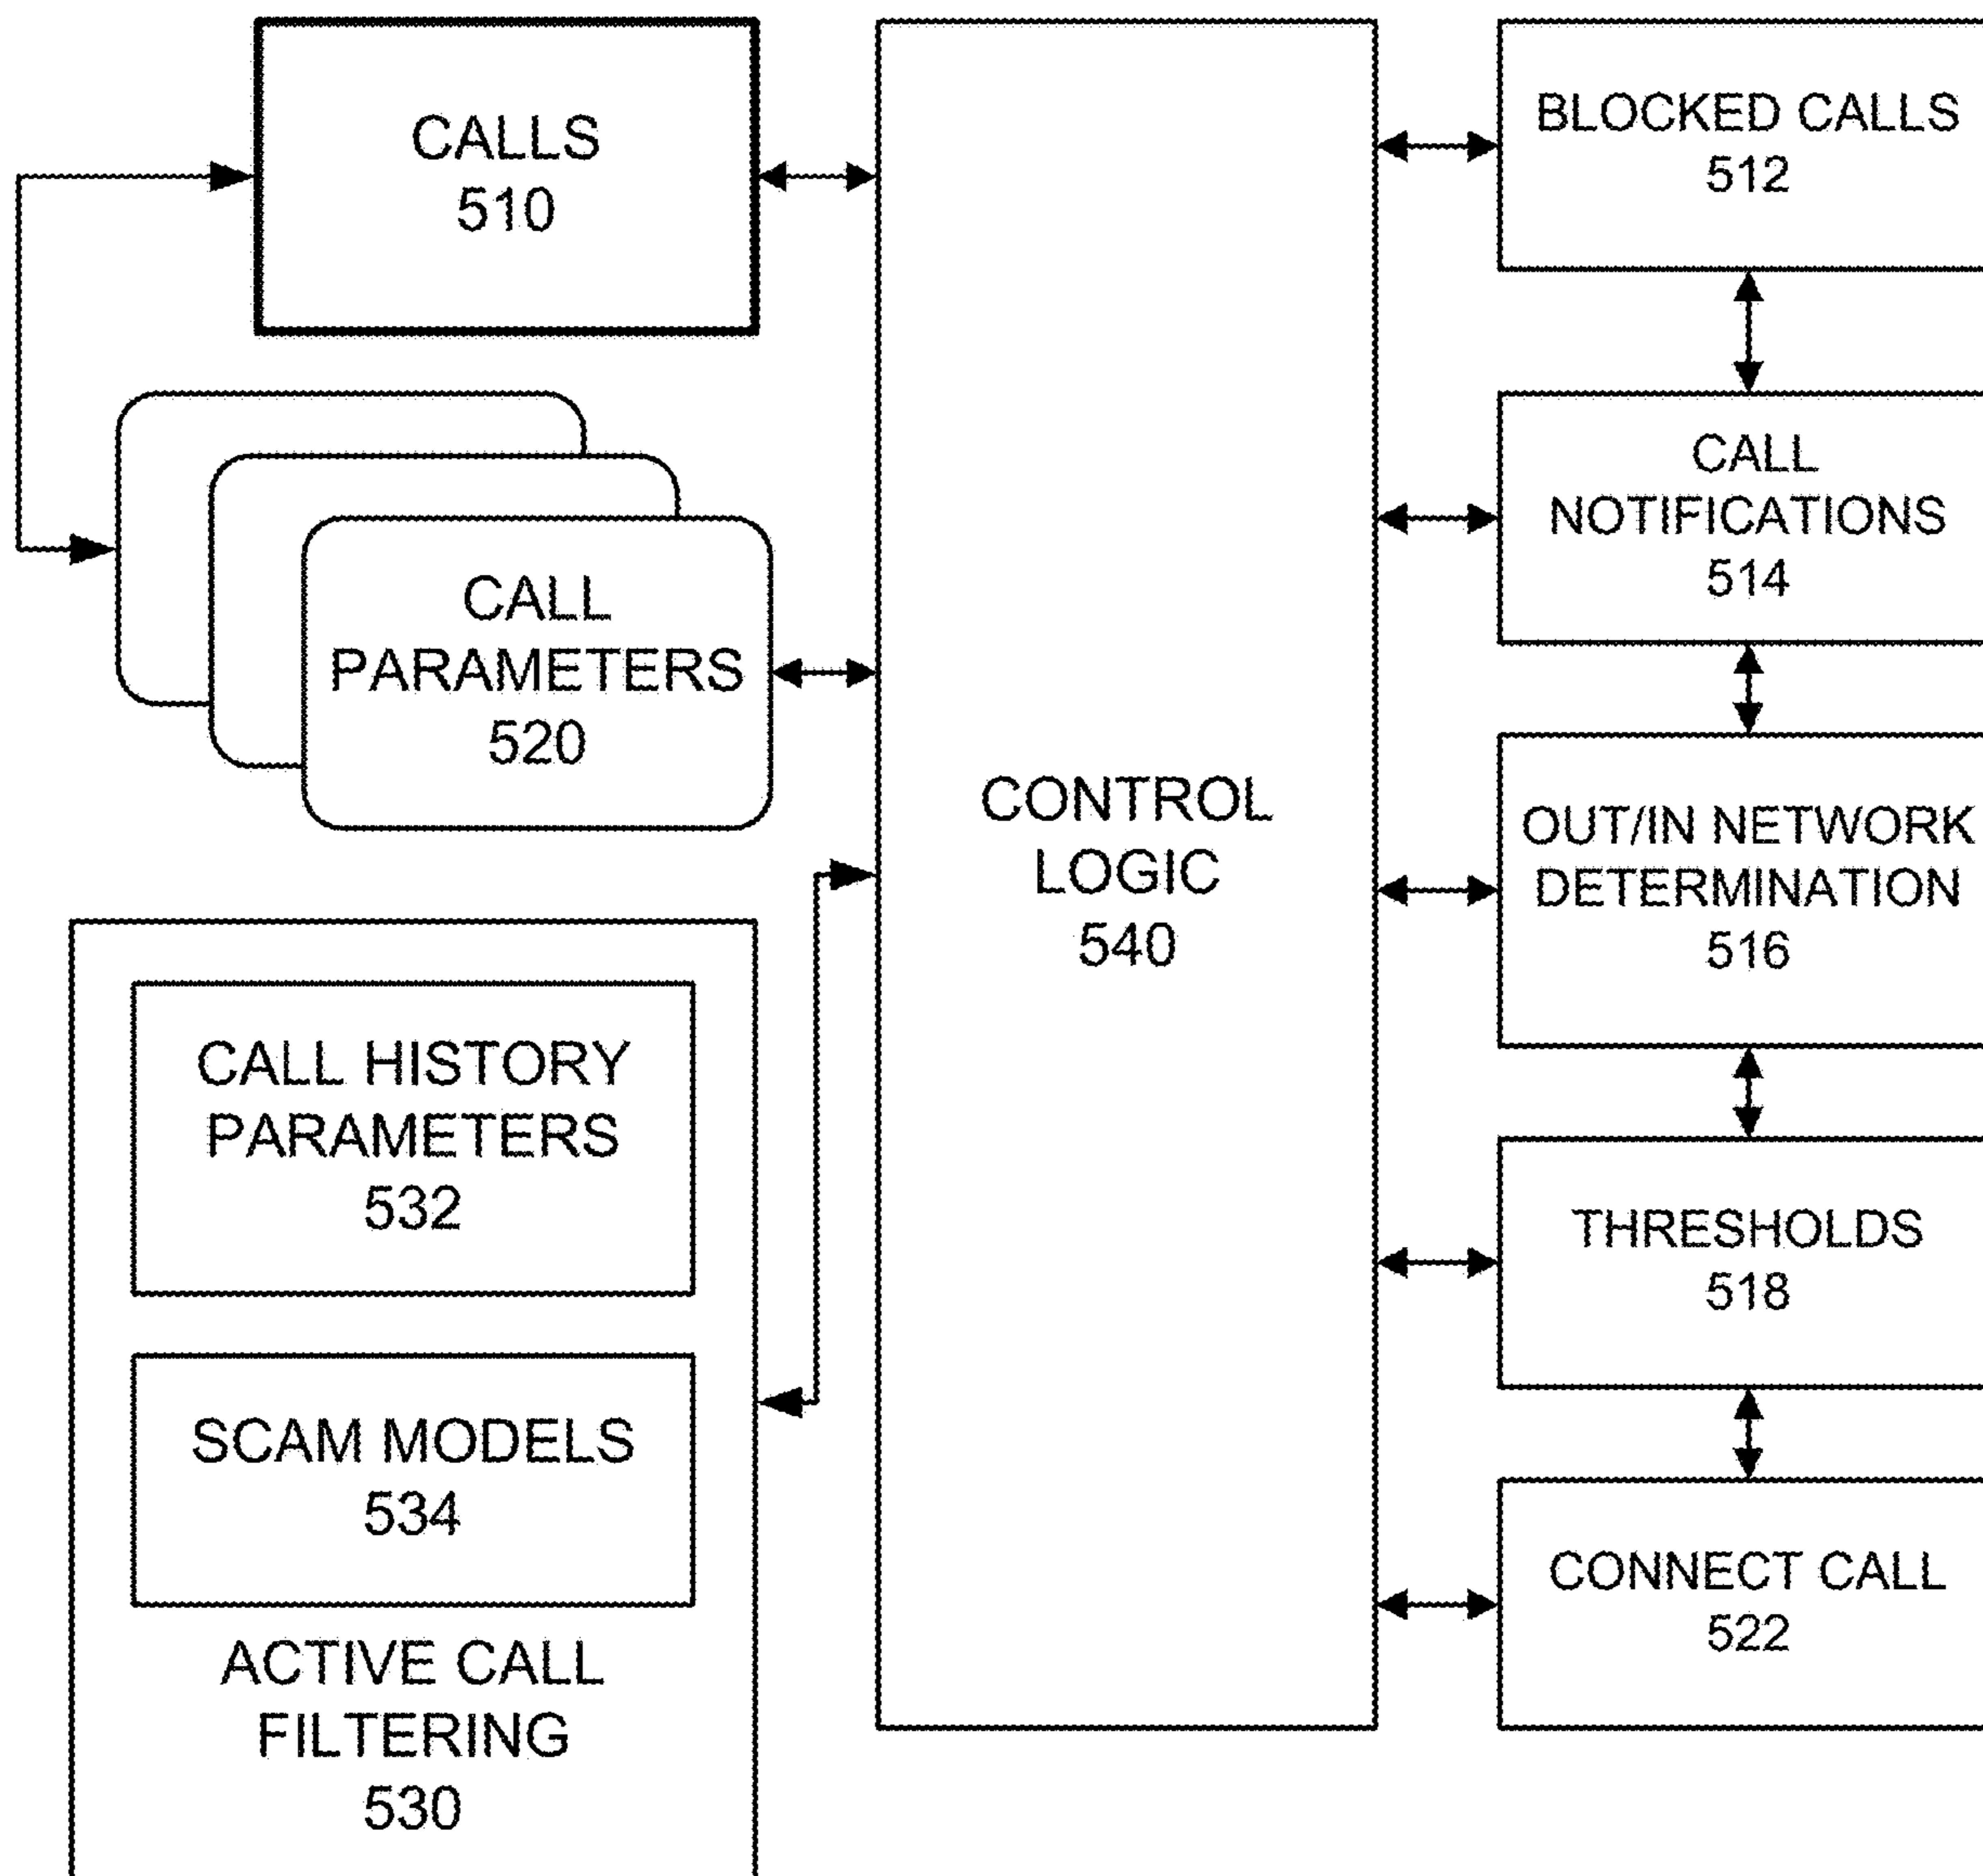 CALLS
510
CALL
PARAMETERS
520
CALL HISTORY
PARAMETERS
532
SCAM MODELS
534
ACTIVE CALL
FILTERING
530
CONTROL
LOGIC
540
BLOCKED CALLS
512
CALL
NOTIFICATIONS
514
OUT/IN NETWORK
DETERMINATION
516
THRESHOLDS
518
CONNECT CALL
522